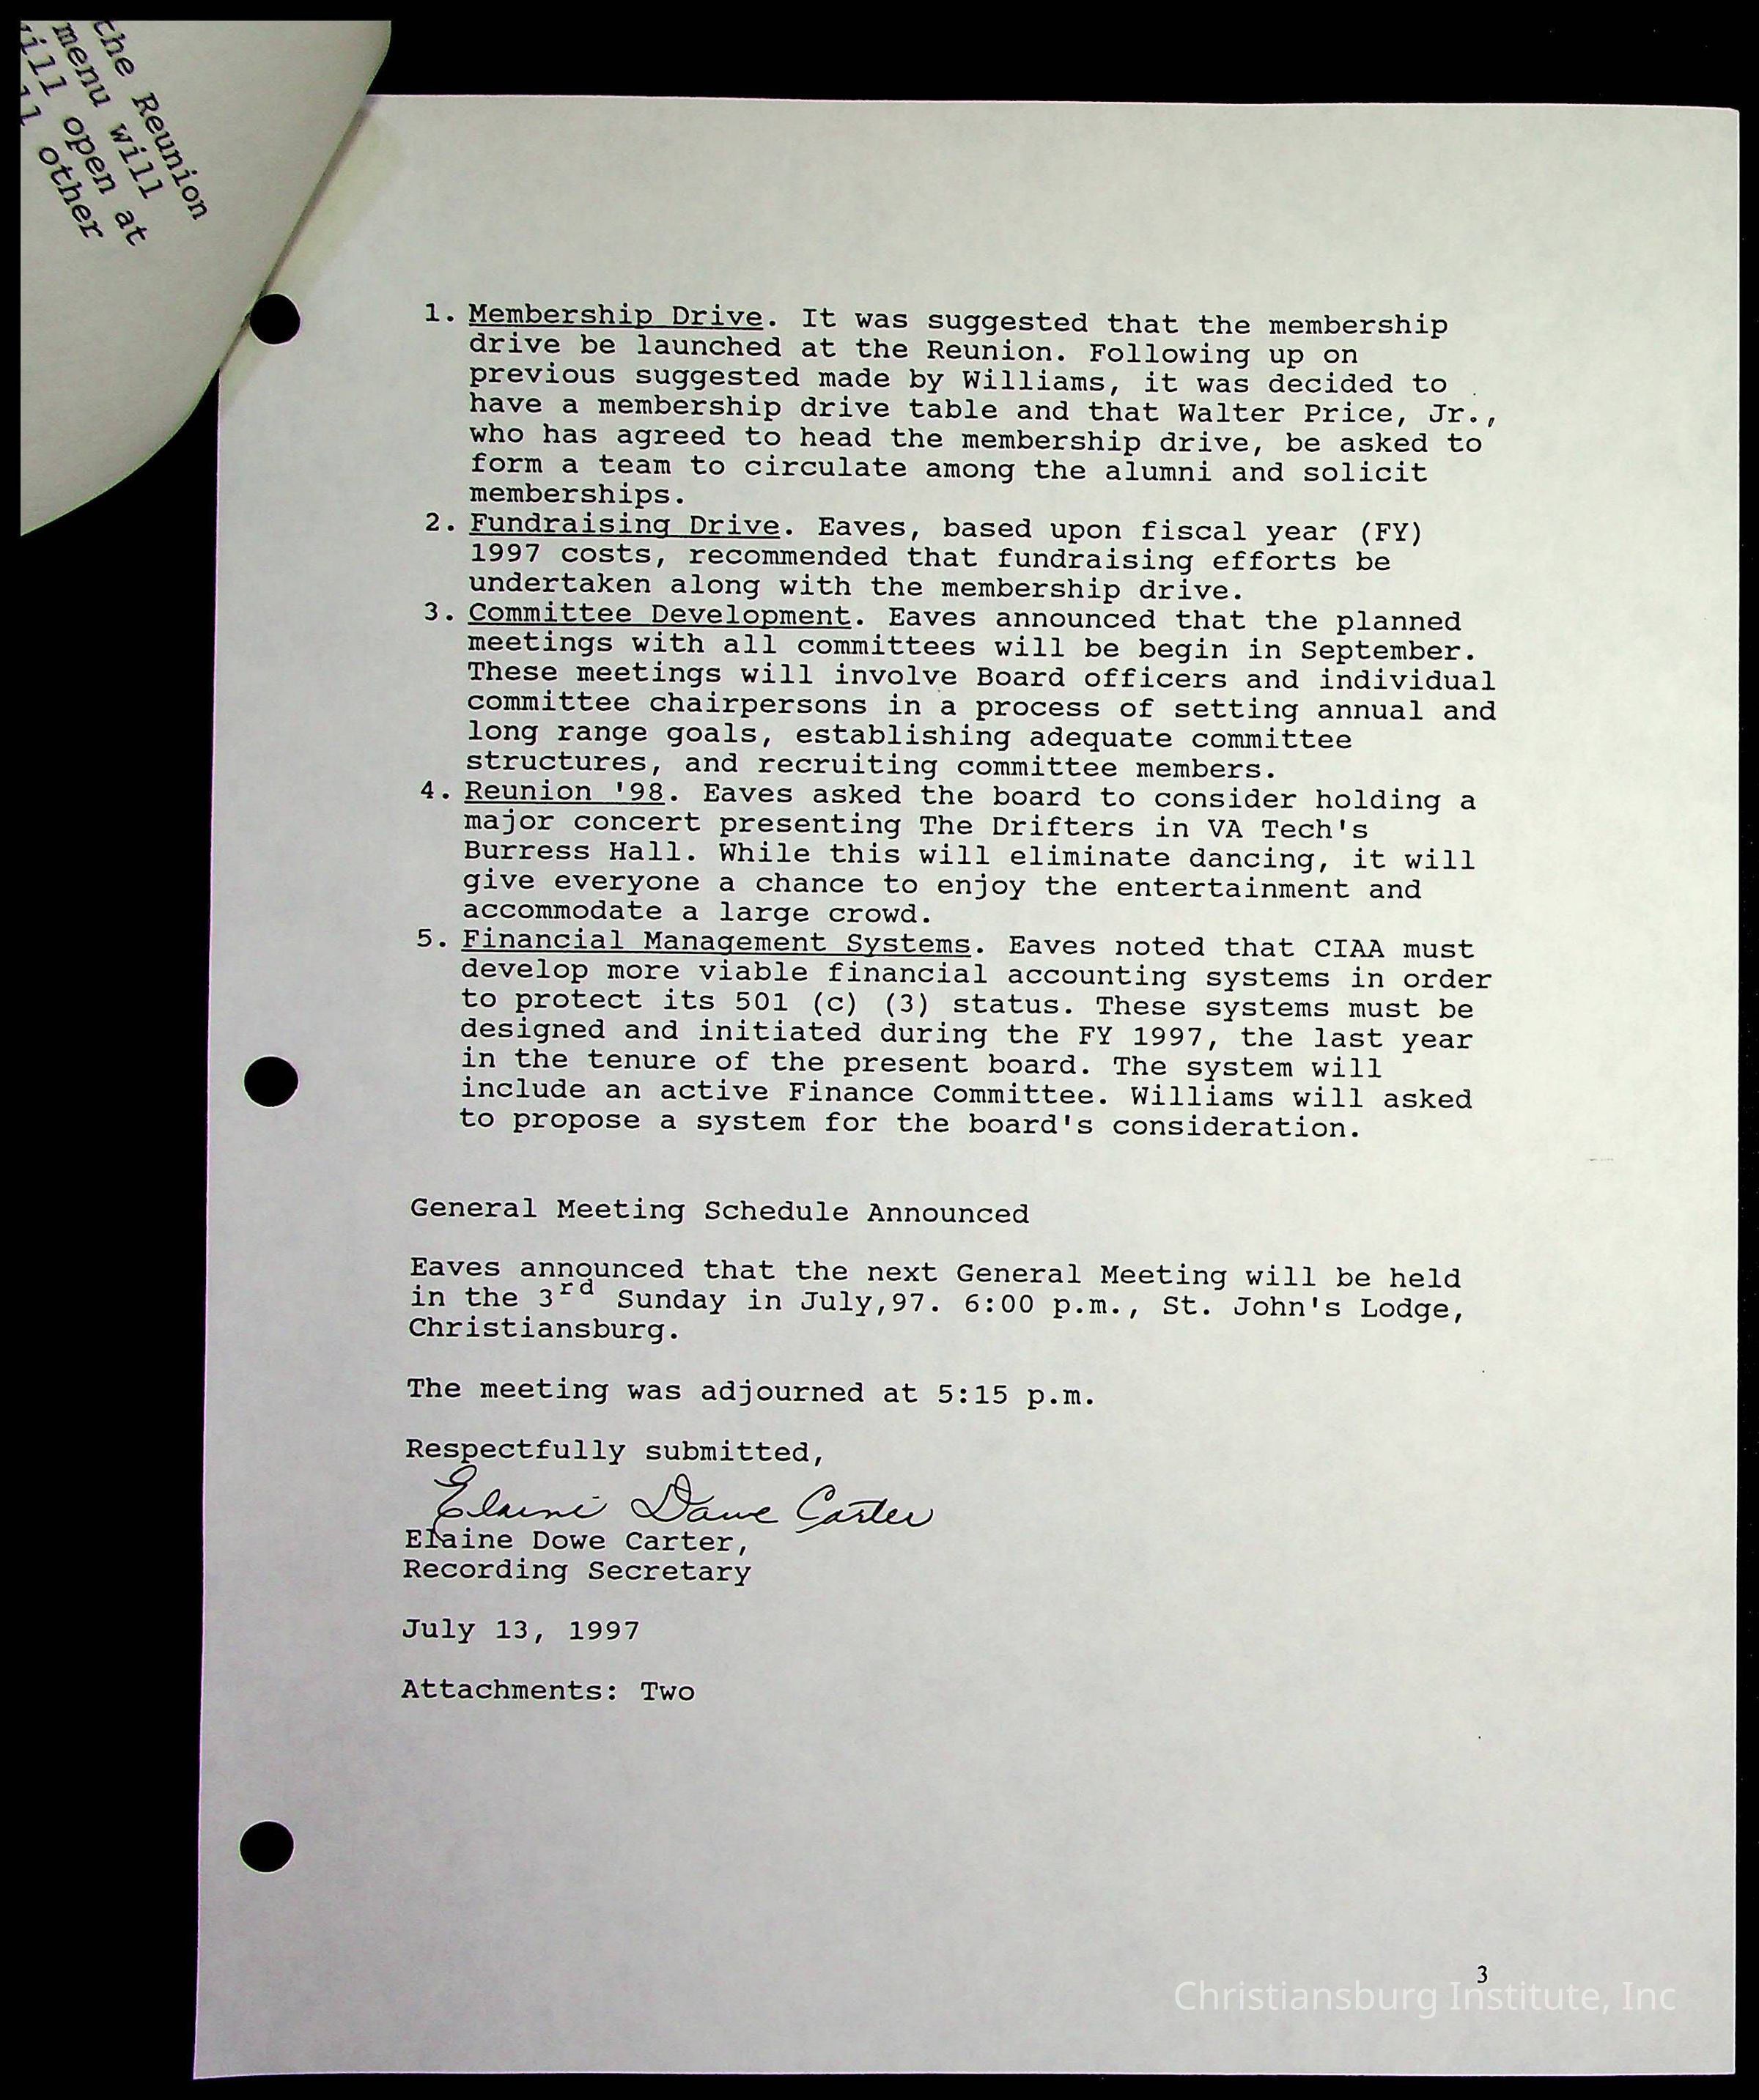 the Reunion
menu will
will open at
other
1. Membership Drive. It was suggested that the membership
drive be launched at the Reunion. Following up on
previous suggested made by Williams, it was decided to
have a membership drive table and that Walter Price, Jr.,
who has agreed to head the membership drive, be asked to
form a team to circulate among the alumni and solicit
memberships.
2. Fundraising Drive. Eaves, based upon fiscal year (FY)
1997 costs, recommended that fundraising efforts be
undertaken along with the membership drive.
3. Committee Development. Eaves announced that the planned
meetings with all committees will be begin in September.
These meetings will involve Board officers and individual
committee chairpersons in a process of setting annual and
long range goals, establishing adequate committee
structures, and recruiting committee members.
4. Reunion '98. Eaves asked the board to consider holding a
major concert presenting The Drifters in VA Tech's
Burress Hall. While this will eliminate dancing, it will
give everyone a chance to enjoy the entertainment and
accommodate a large crowd.
5. Financial Management Systems. Eaves noted that CIAA must
develop more viable financial accounting systems in order
to protect its 501 (c) (3) status. These systems must be
designed and initiated during the FY 1997, the last year
in the tenure of the present board. The system will
include an active Finance Committee. Williams will asked
to propose a system for the board's consideration.
General Meeting Schedule Announced
Eaves announced that the next General Meeting will be held
in the 3rd Sunday in July,97. 6:00 p.m., St. John's Lodge,
Christiansburg.
The meeting was adjourned at 5:15 p.m.
Respectfully submitted,
Elaine Dowe Carter
Elaine Dowe Carter,
Recording Secretary
July 13, 1997
Attachments: Two
3
Christiansburg Institute, Inc